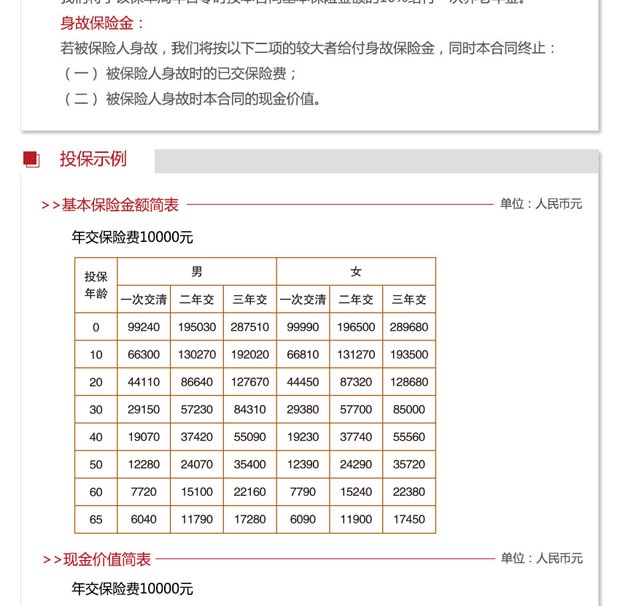 身故保险金：
若被保险人身故，我们将按以下二项的较大者给付身故保险金，同时本合同终止：
（一） 被保险人身故时的已交保险费；
（二） 被保险人身故时本合同的现金价值。
投保示例
>>基本保险金额简表 单位：人民币元
年交保险费10000元
投保年龄 男 女
一次交清 二年交 三年交 一次交清 二年交 三年交
0 99240 195030 287510 99990 196500 289680
10 66300 130270 192020 66810 131270 193500
20 44110 86640 127670 44450 87320 128680
30 29150 57230 84310 29380 57700 85000
40 19070 37420 55090 19230 37740 55560
50 12280 24070 35400 12390 24290 35720
60 7720 15100 22160 7790 15240 22380
65 6040 11790 17280 6090 11900 17450
>>现金价值简表 单位：人民币元
年交保险费10000元